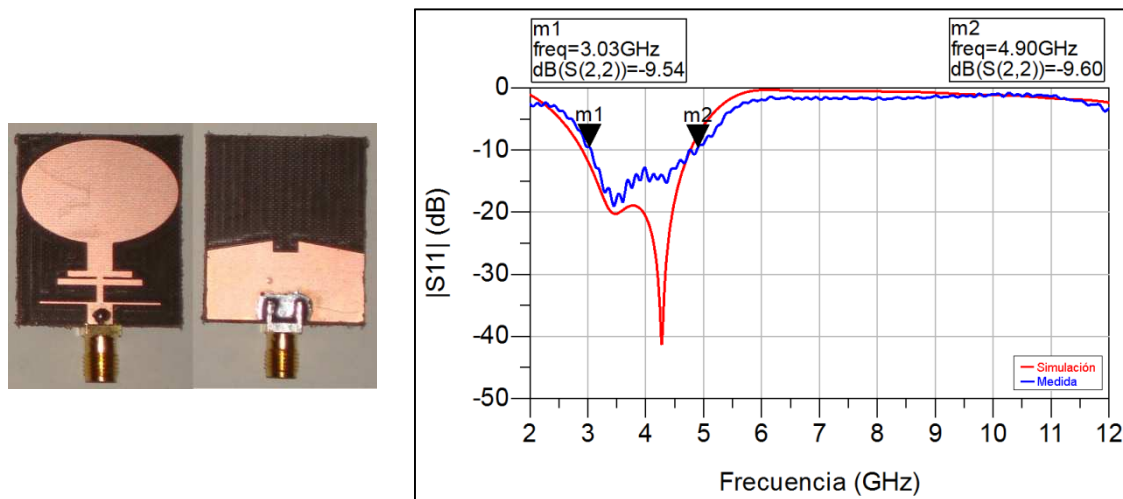 m1
freq=3.03GHz
dB(S(2,2))=-9.54
m2
freq=4.90GHz
dB(S(2,2))=-9.60
m1
m2
|S11| (dB)
0
-10
-20
-30
-40
-50
Simulación
Medida
2 3 4 5 6 7 8 9 10 11 12
Frecuencia (GHz)